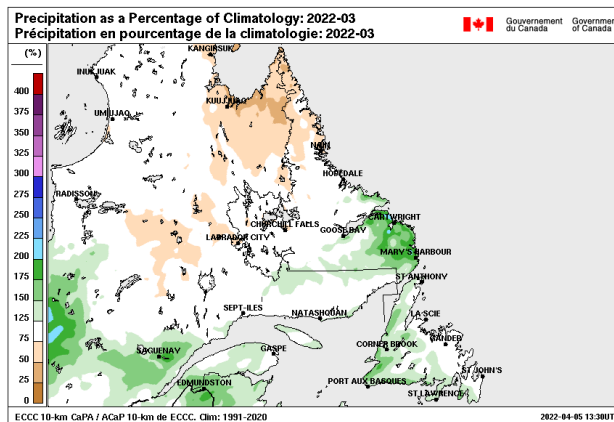 Precipitation as a Percentage of Climatology: 2022-03
Précipitation en pourcentage de la climatologie: 2022-03
Gouvernement du Canada
Government of Canada
(%)
400
375
350
325
300
275
250
225
200
175
150
125
75
50
25
0
KANGIRSUK
INUKJUAK
KUUJJUAQ
UMIUJAQ
NAIN
HOPEDALE
RADISSON
CARTWRIGHT
CHURCHILL FALLS
GOOSE BAY
LABRADOR CITY
MARY'S HARBOUR
ST ANTHONY
SEPT-ILES
NATASHQUAN
LA SCIE
GANDER
CORNER BROOK
SAGUENAY
GASPE
ST JOHN'S
EDMUNDSTON
PORT AUX BASQUES
ST LAWRENCE
ECCC 10-km CaPA / ACaP 10-km de ECCC. Clim: 1991-2020
2022-04-05 13:30UT